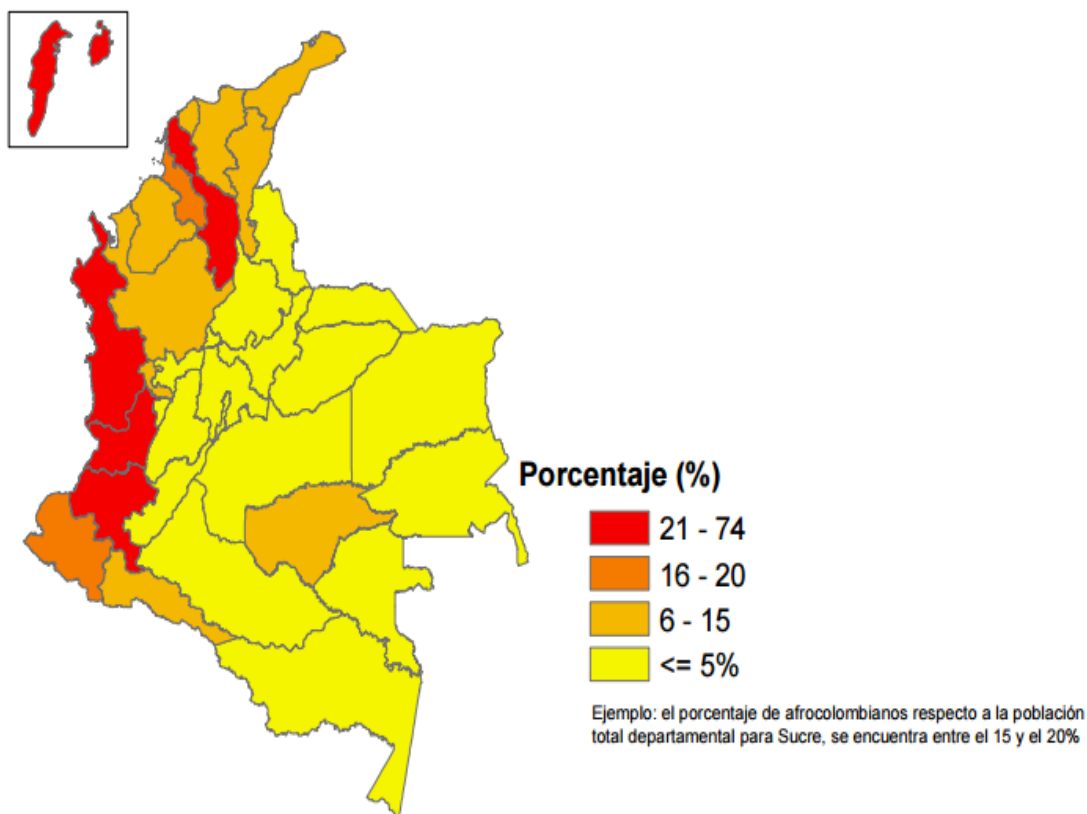 Porcentaje (%)
21 - 74
16 - 20
6 - 15
<= 5%
Ejemplo: el porcentaje de afrocolombianos respecto a la población
total departamental para Sucre, se encuentra entre el 15 y el 20%